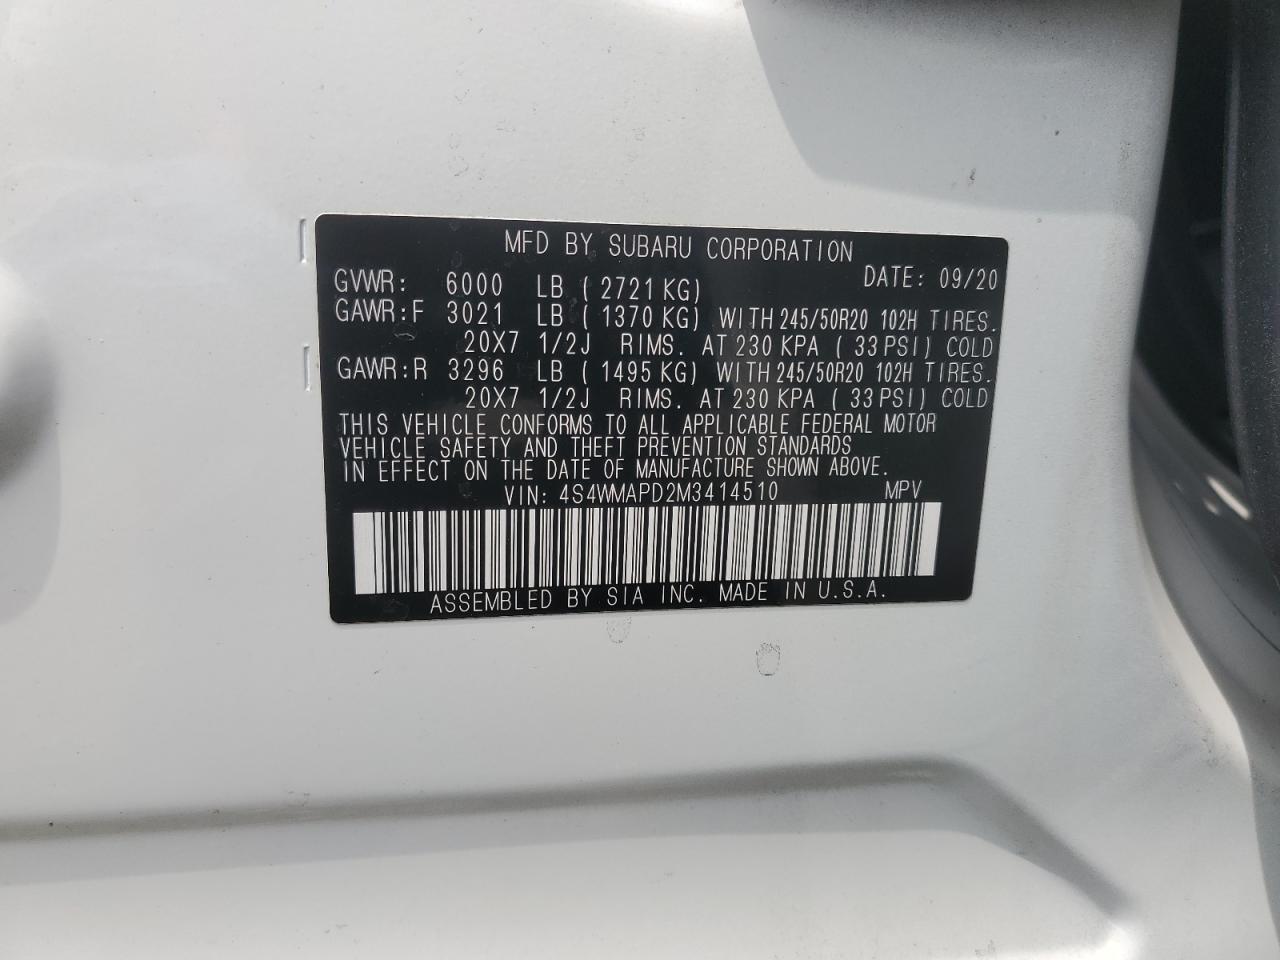 MFD BY SUBARU CORPORATION
DATE: 09/20
GVWR: 6000 LB ( 2721 KG)
GAWR:F 3021 LB ( 1370 KG) WITH 245/50R20 102H TIRES.
20X7 1/2J RIMS. AT 230 KPA ( 33 PSI) COLD
GAWR:R 3296 LB ( 1495 KG) WITH 245/50R20 102H TIRES.
20X7 1/2J RIMS. AT 230 KPA ( 33 PSI) COLD
THIS VEHICLE CONFORMS TO ALL APPLICABLE FEDERAL MOTOR
VEHICLE SAFETY AND THEFT PREVENTION STANDARDS
IN EFFECT ON THE DATE OF MANUFACTURE SHOWN ABOVE.
VIN: 4S4WMAPD2M3414510 MPV
ASSEMBLED BY SIA INC. MADE IN U.S.A.